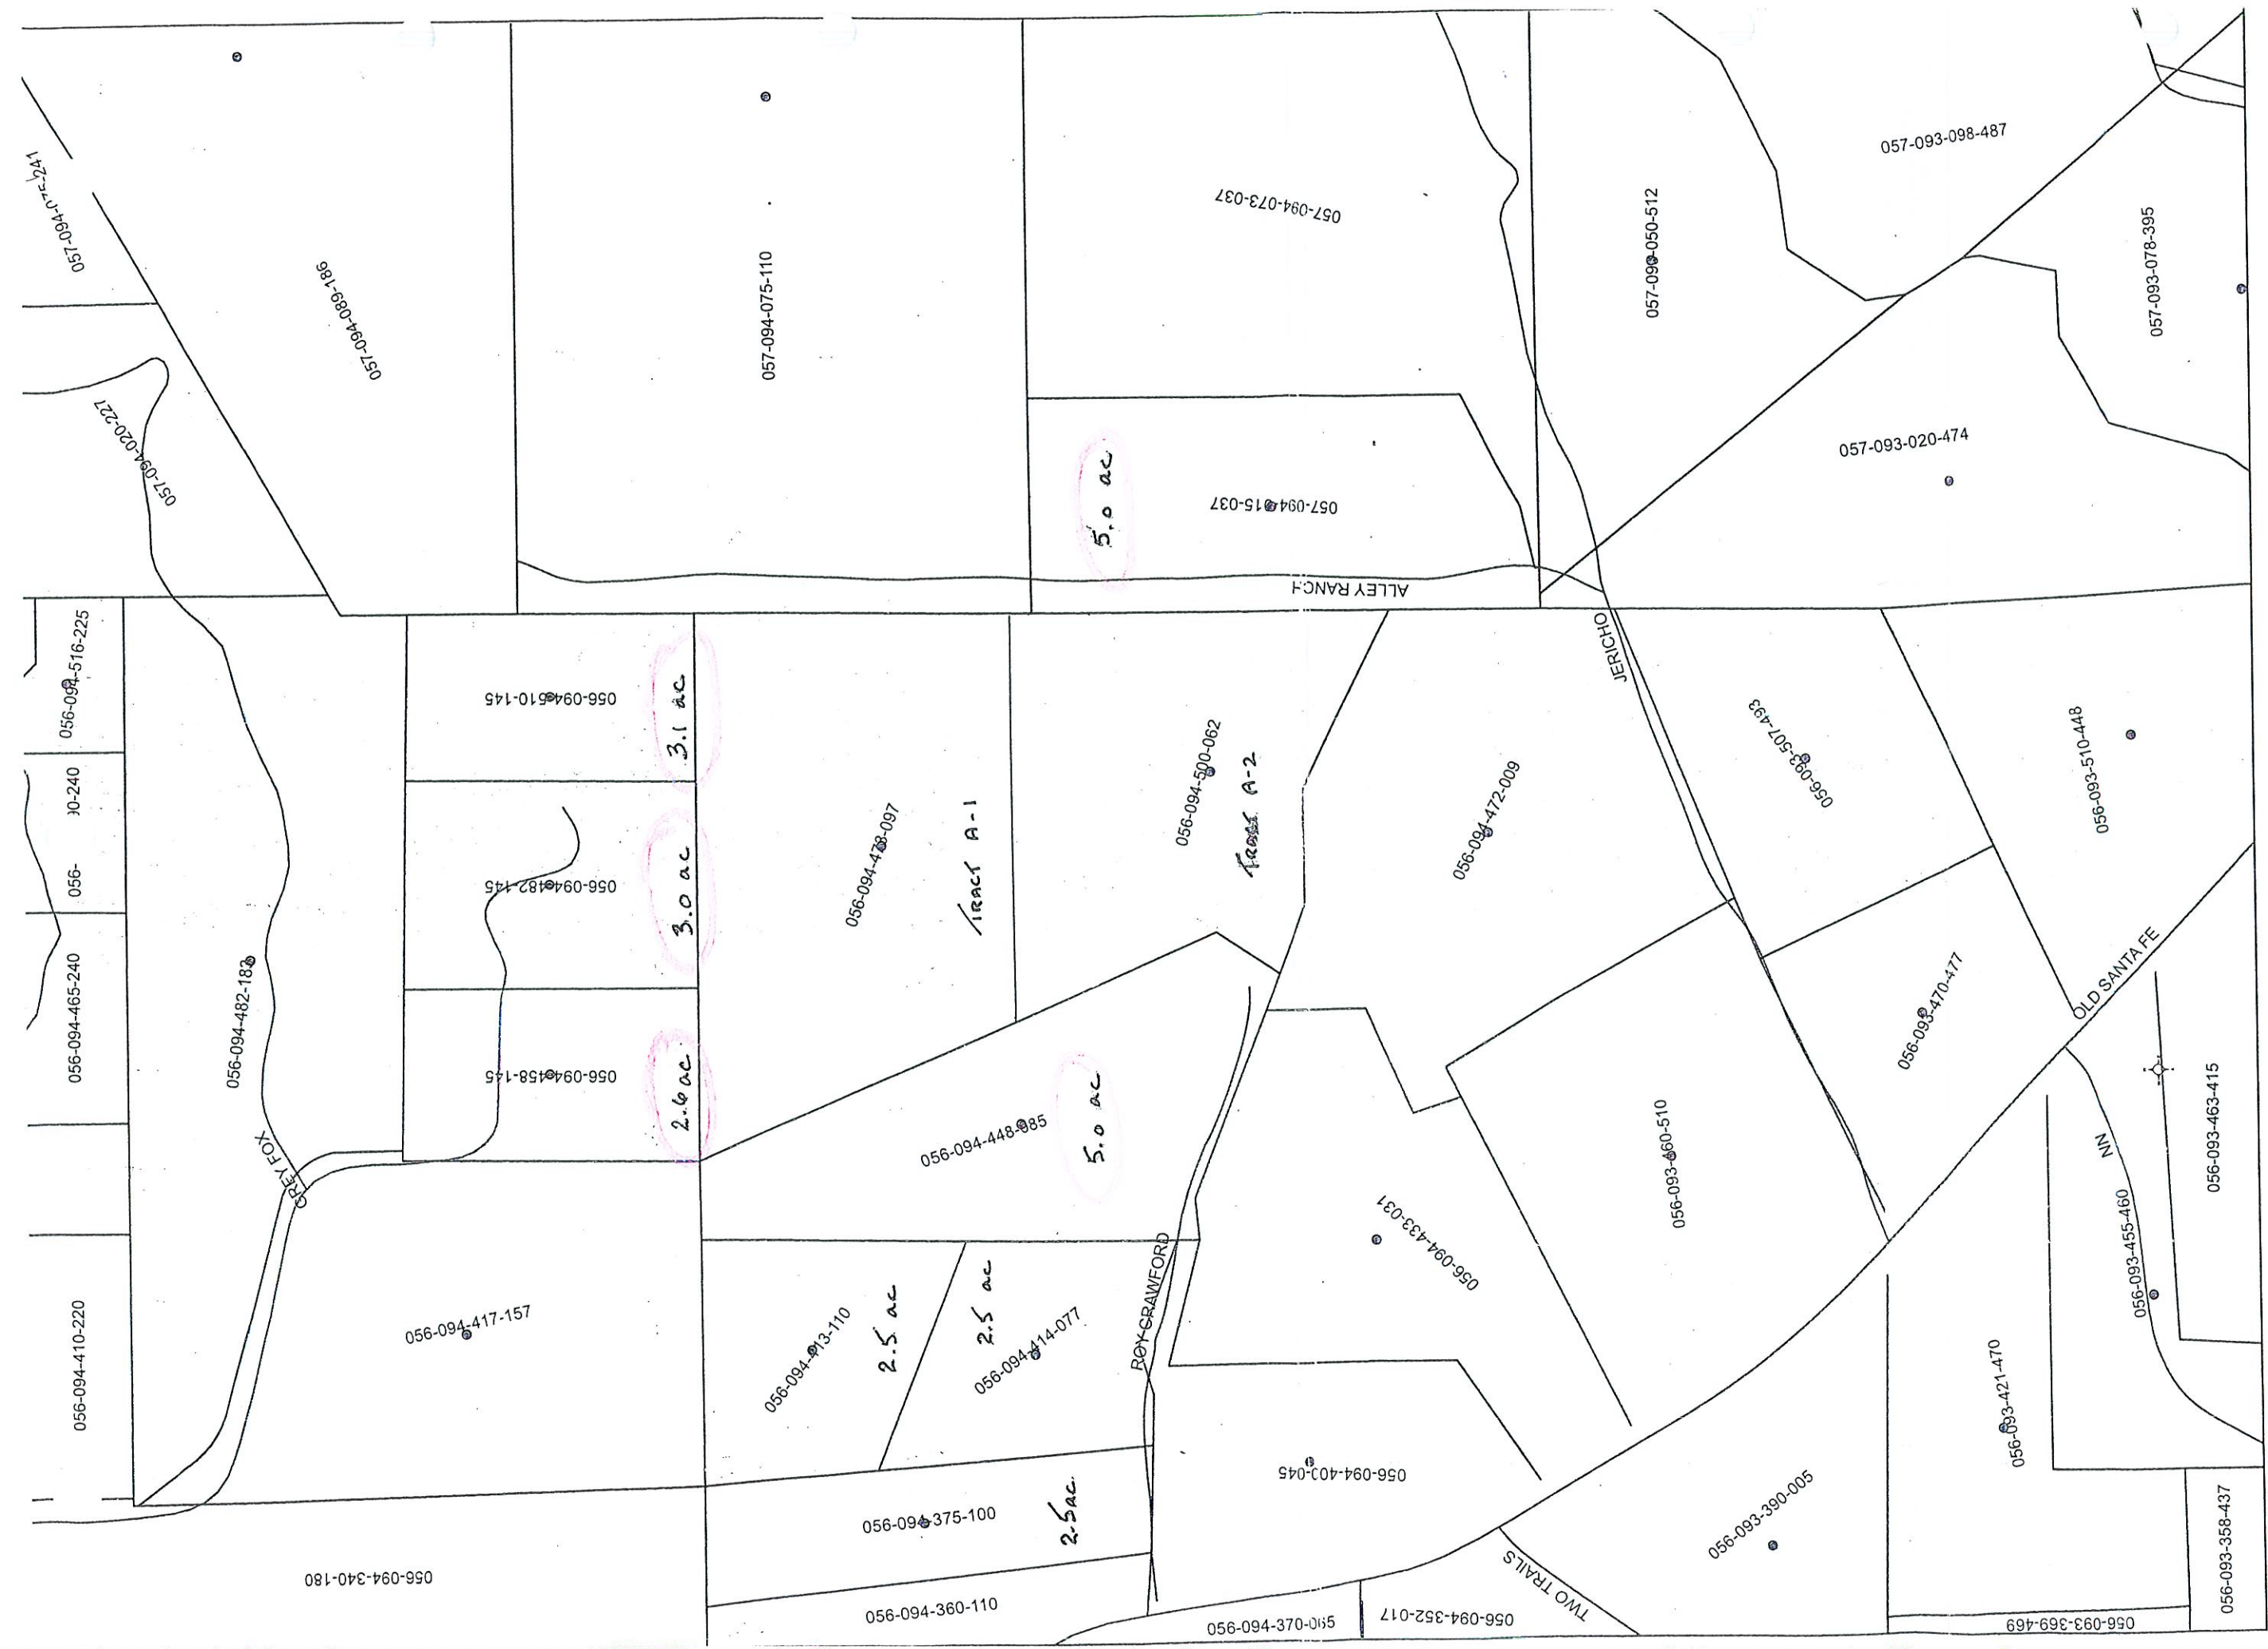 057-094-089-186
057-094-075-110
057-094-073-037
057-093-050-512
057-093-098-487
057-093-078-395
057-094-020-227
5.0 ac
057-094-015-037
057-093-020-474
ALLEY RANCH
056-094-516-225
056-094-510-145
3.1 ac
JERICHO
056-094-500-062
TRACT A-2
056-093-507-493
056-093-510-448
056-
00-240
056-094-482-145
3.0 ac
056-094-478-097
TRACT A-1
056-094-472-009
056-094-465-240
056-094-482-183
056-094-458-145
2.6 ac
056-093-470-477
OLD SANTA FE
GREY FOX
056-094-448-085
5.0 ac
056-094-433-031
056-093-460-510
NN
056-093-455-460
056-093-463-415
056-094-410-220
056-094-417-157
056-094-413-110
2.5 ac
2.5 ac
056-094-414-077
ROY CRAWFORD
056-093-421-470
056-094-375-100
2.5 ac.
056-094-400-045
056-093-390-005
056-094-340-180
056-094-360-110
056-094-352-017
TWO TRAILS
056-093-369-469
056-093-358-437